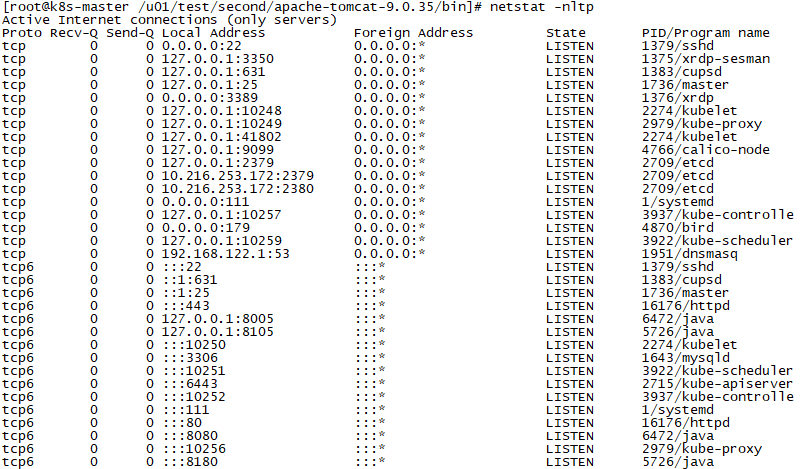 [root@k8s-master /u01/test/second/apache-tomcat-9.0.35/bin]# netstat -nltp
Active Internet connections (only servers)
Proto Recv-Q Send-Q Local Address           Foreign Address         State       PID/Program name
tcp        0      0 0.0.0.0:22              0.0.0.0:*               LISTEN      1379/sshd
tcp        0      0 127.0.0.1:3350          0.0.0.0:*               LISTEN      1375/xrdp-sesman
tcp        0      0 127.0.0.1:631           0.0.0.0:*               LISTEN      1383/cupsd
tcp        0      0 127.0.0.1:25            0.0.0.0:*               LISTEN      1736/master
tcp        0      0 0.0.0.0:3389            0.0.0.0:*               LISTEN      1376/xrdp
tcp        0      0 127.0.0.1:10248         0.0.0.0:*               LISTEN      2274/kubelet
tcp        0      0 127.0.0.1:10249         0.0.0.0:*               LISTEN      2979/kube-proxy
tcp        0      0 127.0.0.1:41802         0.0.0.0:*               LISTEN      2274/kubelet
tcp        0      0 127.0.0.1:9099          0.0.0.0:*               LISTEN      4766/calico-node
tcp        0      0 127.0.0.1:2379          0.0.0.0:*               LISTEN      2709/etcd
tcp        0      0 10.216.253.172:2379     0.0.0.0:*               LISTEN      2709/etcd
tcp        0      0 10.216.253.172:2380     0.0.0.0:*               LISTEN      2709/etcd
tcp        0      0 0.0.0.0:111             0.0.0.0:*               LISTEN      1/systemd
tcp        0      0 127.0.0.1:10257         0.0.0.0:*               LISTEN      3937/kube-controlle
tcp        0      0 0.0.0.0:179             0.0.0.0:*               LISTEN      4870/bird
tcp        0      0 127.0.0.1:10259         0.0.0.0:*               LISTEN      3922/kube-scheduler
tcp        0      0 192.168.122.1:53        0.0.0.0:*               LISTEN      1951/dnsmasq
tcp6       0      0 :::22                   :::*                    LISTEN      1379/sshd
tcp6       0      0 ::1:631                 :::*                    LISTEN      1383/cupsd
tcp6       0      0 ::1:25                  :::*                    LISTEN      1736/master
tcp6       0      0 :::443                  :::*                    LISTEN      16176/httpd
tcp6       0      0 127.0.0.1:8005          :::*                    LISTEN      6472/java
tcp6       0      0 127.0.0.1:8105          :::*                    LISTEN      5726/java
tcp6       0      0 :::10250                :::*                    LISTEN      2274/kubelet
tcp6       0      0 :::3306                 :::*                    LISTEN      1643/mysqld
tcp6       0      0 :::10251                :::*                    LISTEN      3922/kube-scheduler
tcp6       0      0 :::6443                 :::*                    LISTEN      2715/kube-apiserver
tcp6       0      0 :::10252                :::*                    LISTEN      3937/kube-controlle
tcp6       0      0 :::111                  :::*                    LISTEN      1/systemd
tcp6       0      0 :::80                   :::*                    LISTEN      16176/httpd
tcp6       0      0 :::8080                 :::*                    LISTEN      6472/java
tcp6       0      0 :::10256                :::*                    LISTEN      2979/kube-proxy
tcp6       0      0 :::8180                 :::*                    LISTEN      5726/java